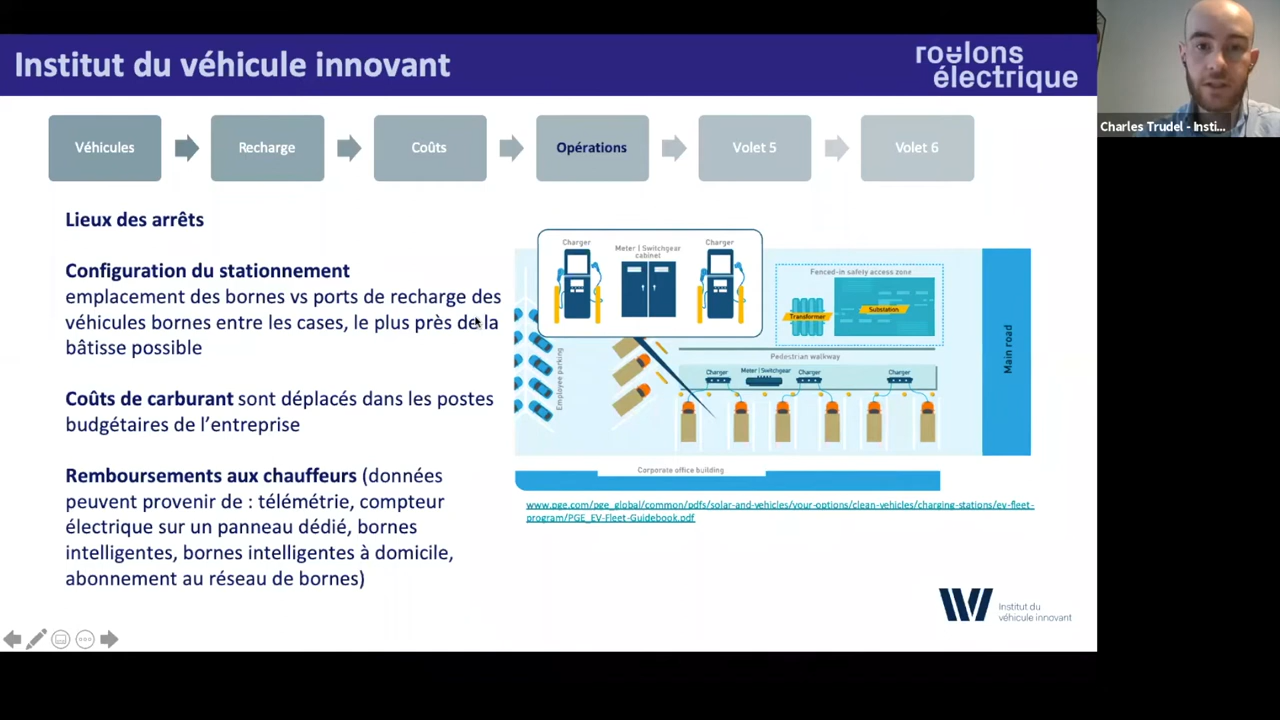 Institut du véhicule innovant
roulons
électrique
Charles Trudel - Insti...
Véhicules
Recharge
Coûts
Opérations
Volet 5
Volet 6
Lieux des arrêts
Configuration du stationnement
emplacement des bornes vs ports de recharge des
véhicules bornes entre les cases, le plus près de la
bâtisse possible
Coûts de carburant sont déplacés dans les postes
budgétaires de l'entreprise
Remboursements aux chauffeurs (données
peuvent provenir de : télémétrie, compteur
électrique sur un panneau dédié, bornes
intelligentes, bornes intelligentes à domicile,
abonnement au réseau de bornes)
Charger
Meter | Switchgear
cabinet
Charger
Fenced-in safety access zone
Transformer
Substation
Employee parking
Pedestrian walkway
Charger
Meter | Switchgear
Charger
Charger
Main road
Corporate office building
www.pge.com/pge_global/common/pdfs/solar-and-vehicles/your-options/clean-vehicles/charging-stations/ev-fleet-
program/PGE_EV-Fleet-Guidebook.pdf
Institut du
véhicule innovant